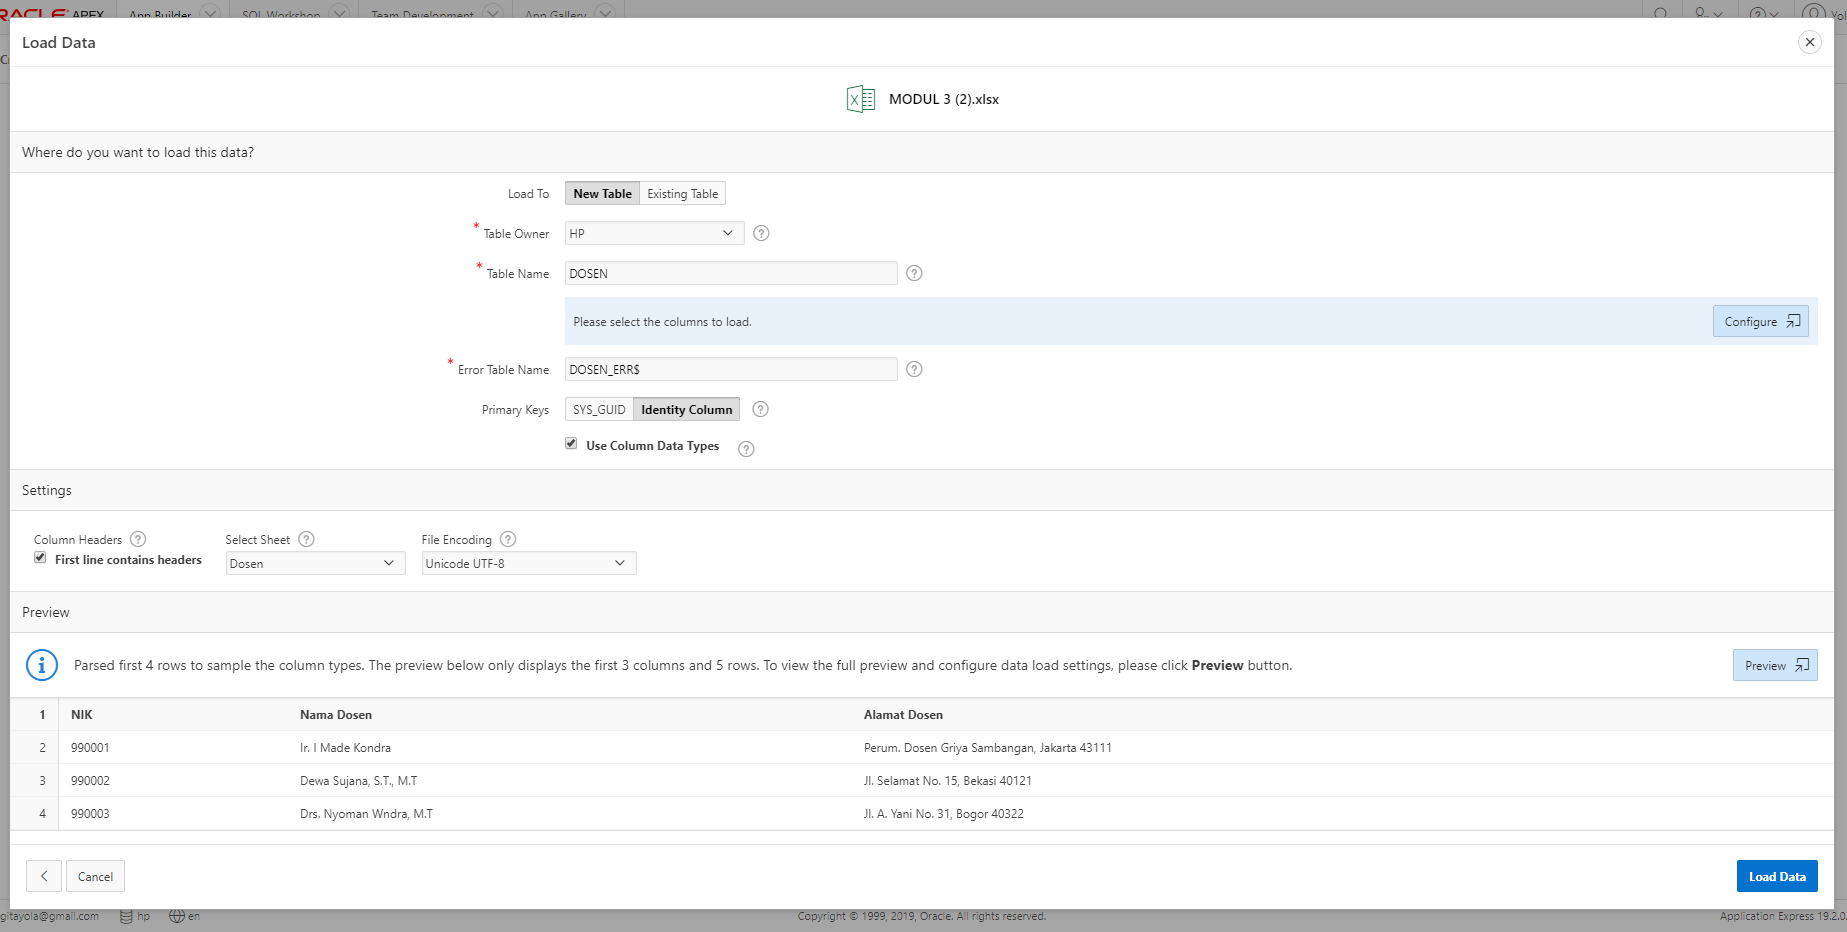 ORACLE APEX App Builder SQL Workshop Team Development App Gallery
Load Data
MODUL 3 (2).xlsx
Where do you want to load this data?
Load To New Table Existing Table
* Table Owner HP
* Table Name DOSEN
Please select the columns to load. Configure
* Error Table Name DOSEN_ERR$
Primary Keys SYS_GUID Identity Column
Use Column Data Types
Settings
Column Headers Select Sheet File Encoding
First line contains headers Dosen Unicode UTF-8
Preview
Parsed first 4 rows to sample the column types. The preview below only displays the first 3 columns and 5 rows. To view the full preview and configure data load settings, please click Preview button. Preview
1 NIK Nama Dosen Alamat Dosen
2 990001 Ir. I Made Kondra Perum. Dosen Griya Sambangan, Jakarta 43111
3 990002 Dewa Sujana, S.T., M.T Jl. Selamat No. 15, Bekasi 40121
4 990003 Drs. Nyoman Wndra, M.T Jl. A. Yani No. 31, Bogor 40322
Cancel Load Data
gitayola@gmail.com hp en Copyright © 1999, 2019, Oracle. All rights reserved. Application Express 19.2.0.